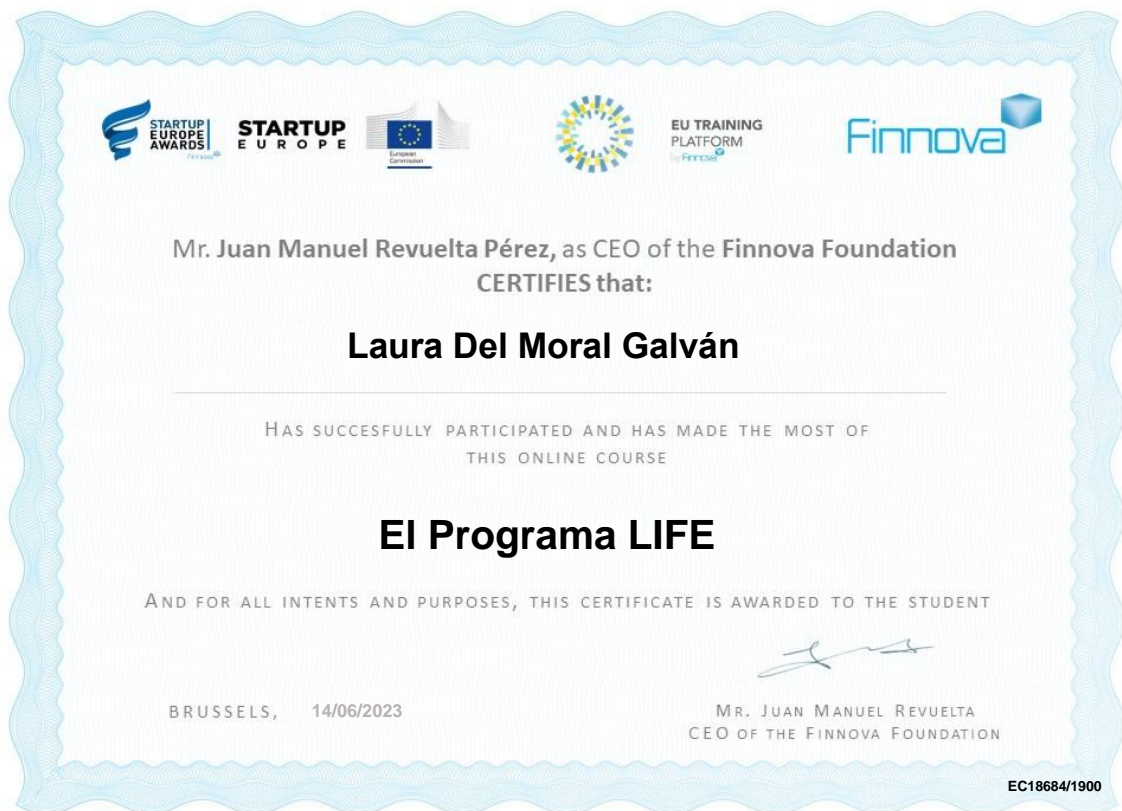 STARTUP
EUROPE
AWARDS
Finnova
STARTUP
EUROPE
European
Commission
EU TRAINING
PLATFORM
by Finnova
Finnova
Mr. Juan Manuel Revuelta Pérez, as CEO of the Finnova Foundation
CERTIFIES that:
Laura Del Moral Galván
HAS SUCCESFULLY PARTICIPATED AND HAS MADE THE MOST OF
THIS ONLINE COURSE
El Programa LIFE
AND FOR ALL INTENTS AND PURPOSES, THIS CERTIFICATE IS AWARDED TO THE STUDENT
BRUSSELS, 14/06/2023
MR. JUAN MANUEL REVUELTA
CEO OF THE FINNOVA FOUNDATION
EC18684/1900